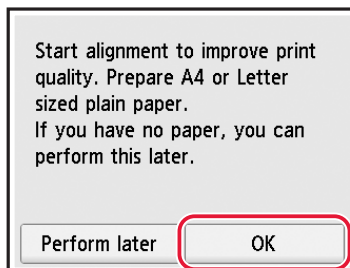 Start alignment to improve print
quality. Prepare A4 or Letter
sized plain paper.
If you have no paper, you can
perform this later.
Perform later
OK